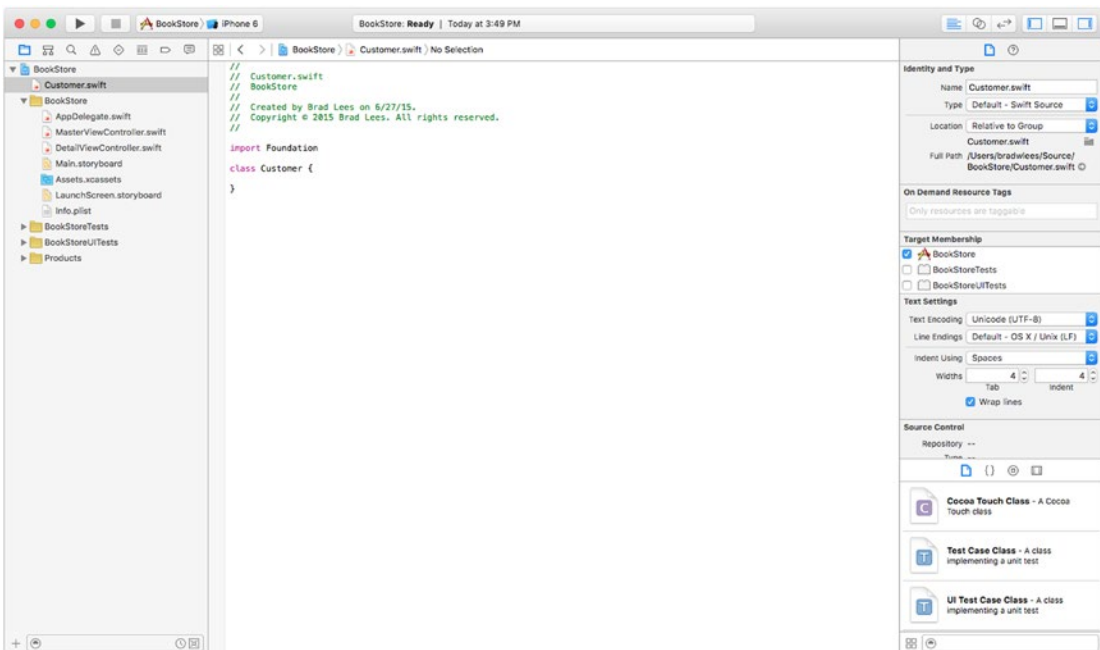 BookStore
iPhone 6
BookStore: Ready | Today at 3:49 PM
BookStore
Customer.swift
BookStore
AppDelegate.swift
MasterViewController.swift
DetailViewController.swift
Main.storyboard
Assets.xcassets
LaunchScreen.storyboard
Info.plist
BookStoreTests
BookStoreUITests
Products
BookStore
Customer.swift
No Selection
//
// Customer.swift
// BookStore
//
// Created by Brad Lees on 6/27/15.
// Copyright © 2015 Brad Lees. All rights reserved.
//
import Foundation
class Customer {
}
Identity and Type
Name Customer.swift
Type Default - Swift Source
Location Relative to Group
Customer.swift
Full Path /Users/bradwlees/Source/
BookStore/Customer.swift
On Demand Resource Tags
Only resources are taggable
Target Membership
BookStore
BookStoreTests
BookStoreUITests
Text Settings
Text Encoding Unicode (UTF-8)
Line Endings Default - OS X / Unix (LF)
Indent Using Spaces
Widths 4 4
Tab Indent
Wrap lines
Source Control
Repository --
Type --
{ }
C
Cocoa Touch Class - A Cocoa
Touch class
T
Test Case Class - A class
implementing a unit test
T
UI Test Case Class - A class
implementing a unit test